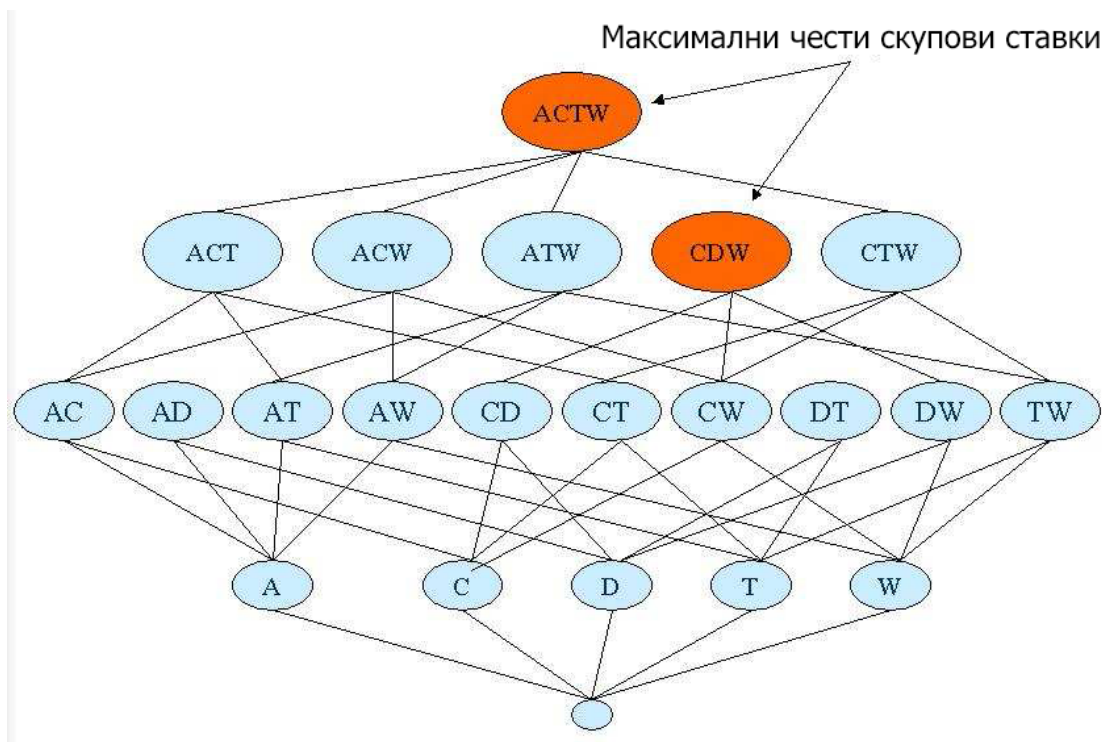 Максимални чести скупови ставки
ACTW
ACT ACW ATW CDW CTW
AC AD AT AW CD CT CW DT DW TW
A C D T W